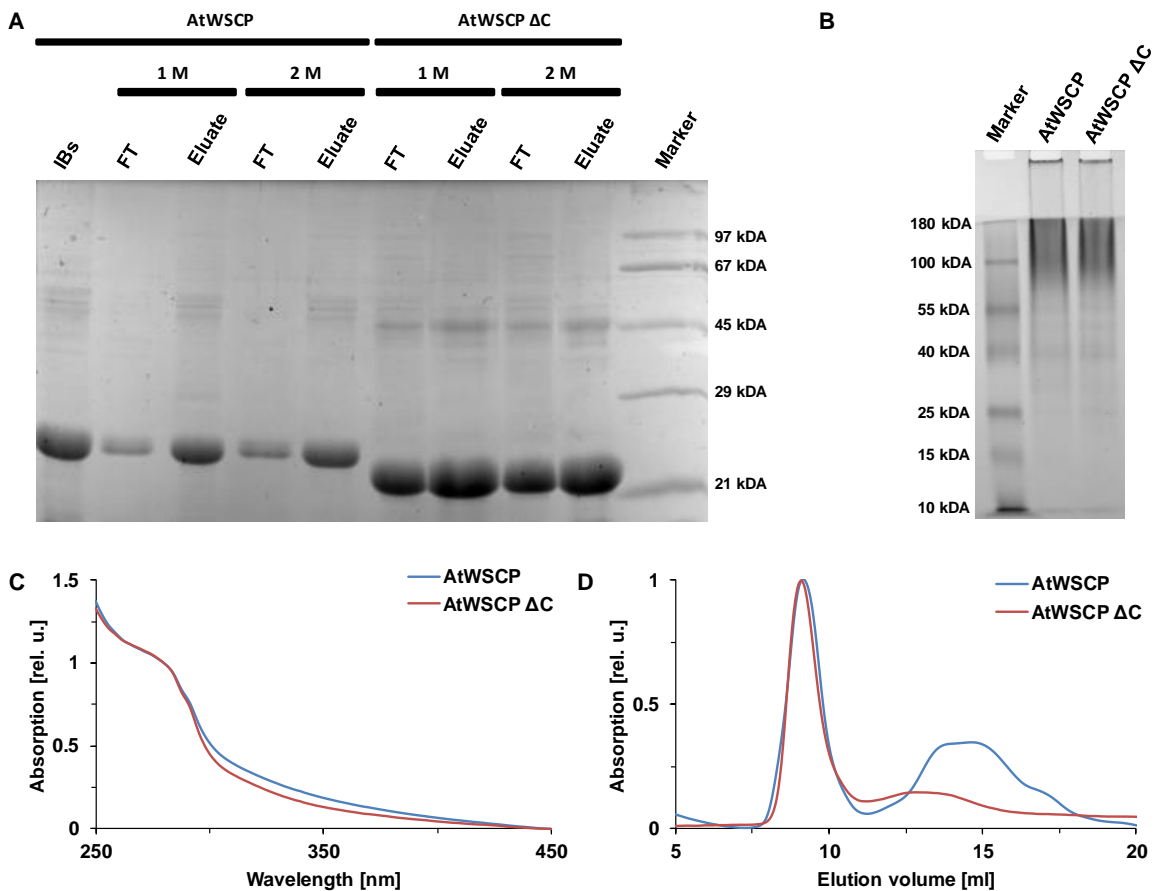 A
AtWSCP
AtWSCP ΔC
1 M
2 M
1 M
2 M
IBs
FT
Eluate
FT
Eluate
FT
Eluate
FT
Eluate
Marker
97 kDA
67 kDA
45 kDA
29 kDA
21 kDA
B
Marker
AtWSCP
AtWSCP ΔC
180 kDA
100 kDA
55 kDA
40 kDA
25 kDA
15 kDA
10 kDA
C
AtWSCP
AtWSCP ΔC
Absorption [rel. u.]
1.5
1
0.5
0
250
350
450
Wavelength [nm]
D
AtWSCP
AtWSCP ΔC
Absorption [rel. u.]
1
0.5
0
5
10
15
20
Elution volume [ml]